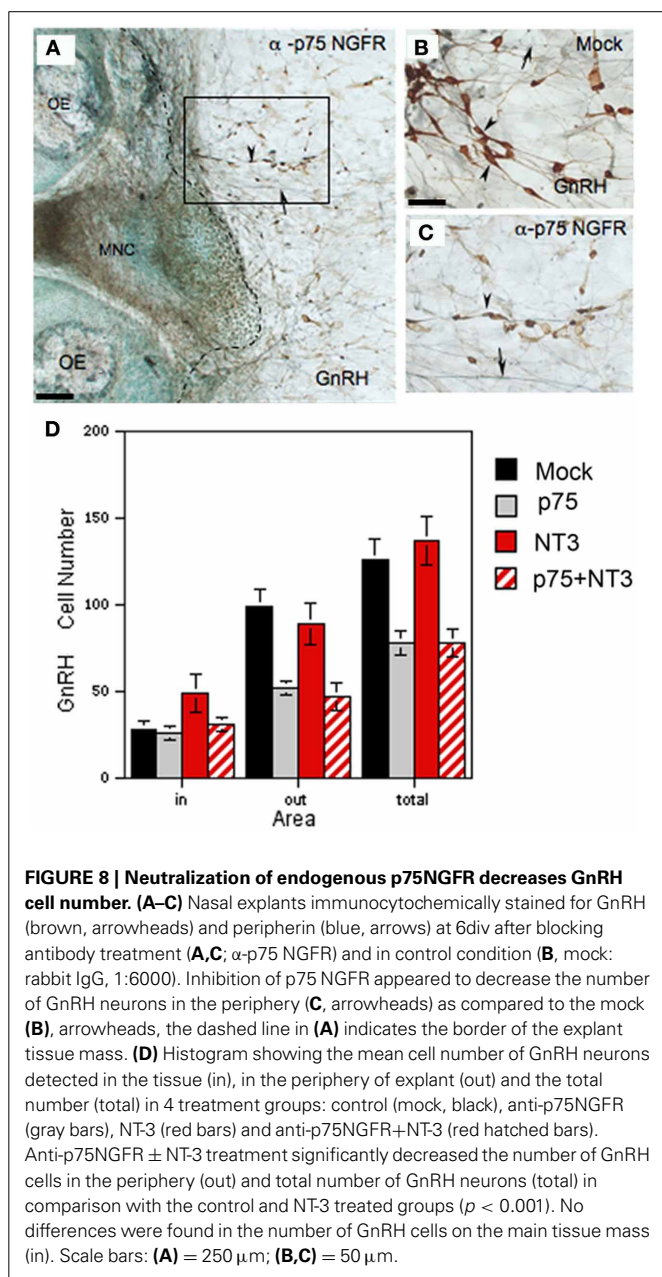 A
α -p75 NGFR
OE
MNC
OE
GnRH
B
Mock
GnRH
C
α-p75 NGFR
D
200
150
100
50
0
GnRH Cell Number
in
out
total
Area
Mock
p75
NT3
p75+NT3
FIGURE 8 | Neutralization of endogenous p75NGFR decreases GnRH
cell number. (A–C) Nasal explants immunocytochemically stained for GnRH
(brown, arrowheads) and peripherin (blue, arrows) at 6div after blocking
antibody treatment (A,C; α-p75 NGFR) and in control condition (B, mock:
rabbit IgG, 1:6000). Inhibition of p75 NGFR appeared to decrease the number
of GnRH neurons in the periphery (C, arrowheads) as compared to the mock
(B), arrowheads, the dashed line in (A) indicates the border of the explant
tissue mass. (D) Histogram showing the mean cell number of GnRH neurons
detected in the tissue (in), in the periphery of explant (out) and the total
number (total) in 4 treatment groups: control (mock, black), anti-p75NGFR
(gray bars), NT-3 (red bars) and anti-p75NGFR+NT-3 (red hatched bars).
Anti-p75NGFR ± NT-3 treatment significantly decreased the number of GnRH
cells in the periphery (out) and total number of GnRH neurons (total) in
comparison with the control and NT-3 treated groups (p < 0.001). No
differences were found in the number of GnRH cells on the main tissue mass
(in). Scale bars: (A) = 250 μm; (B,C) = 50 μm.